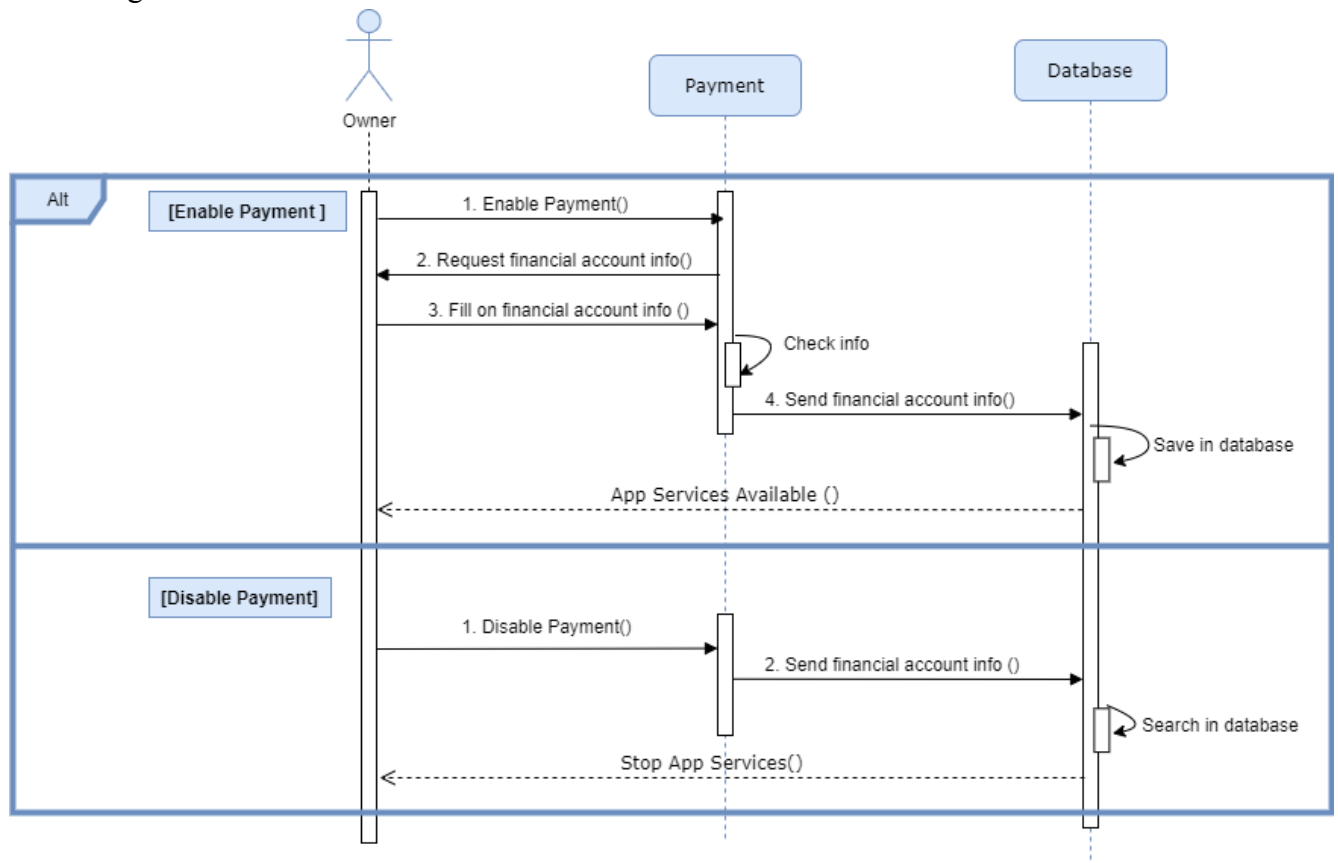 Owner
Payment
Database
Alt
[Enable Payment ]
1. Enable Payment()
2. Request financial account info()
3. Fill on financial account info ()
Check info
4. Send financial account info()
Save in database
App Services Available ()
[Disable Payment]
1. Disable Payment()
2. Send financial account info ()
Search in database
Stop App Services()